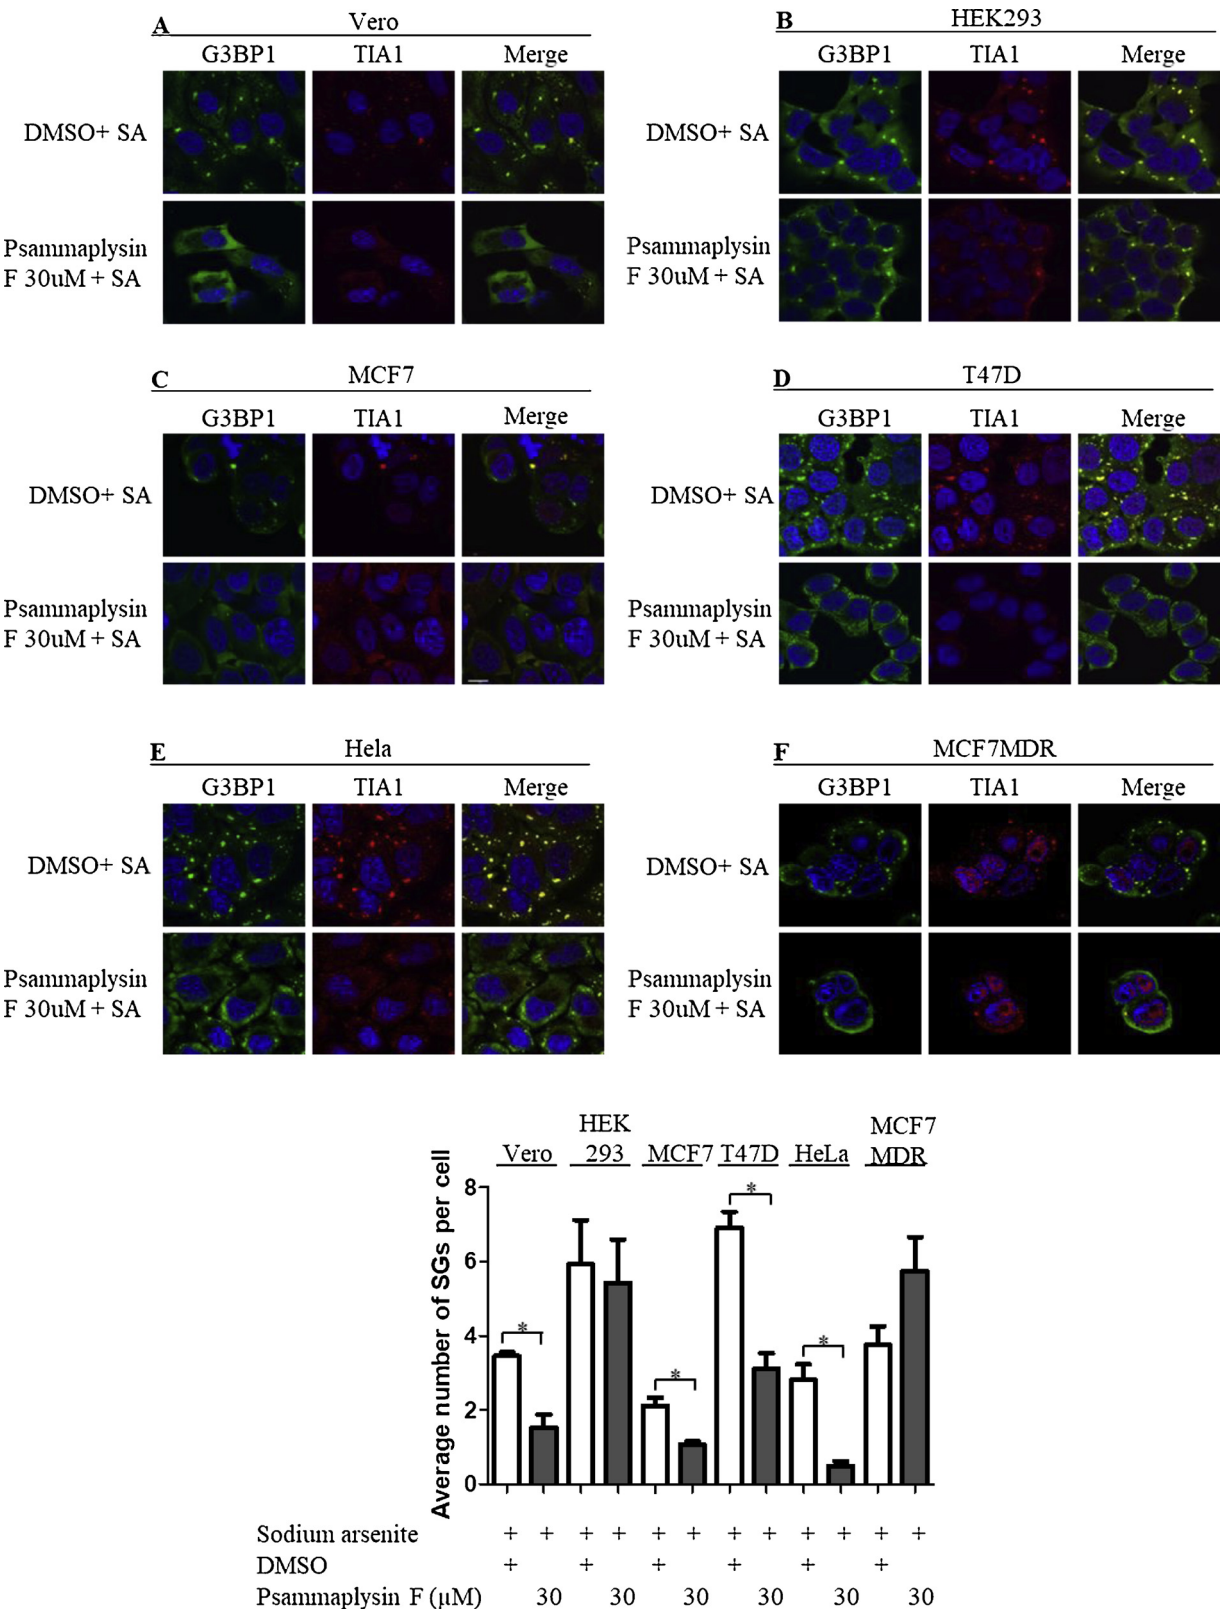 A Vero
G3BP1 TIA1 Merge
DMSO+ SA
Psammaplysin
F 30uM + SA
B HEK293
G3BP1 TIA1 Merge
DMSO+ SA
Psammaplysin
F 30uM + SA
C MCF7
G3BP1 TIA1 Merge
DMSO+ SA
Psammaplysin
F 30uM + SA
D T47D
G3BP1 TIA1 Merge
DMSO+ SA
Psammaplysin
F 30uM + SA
E Hela
G3BP1 TIA1 Merge
DMSO+ SA
Psammaplysin
F 30uM + SA
F MCF7MDR
G3BP1 TIA1 Merge
DMSO+ SA
Psammaplysin
F 30uM + SA
Average number of SGs per cell
Vero HEK 293 MCF7 T47D HeLa MCF7 MDR
8
6
4
2
0
* * * *
Sodium arsenite + + + + + + + + + + + +
DMSO + + + + + +
Psammaplysin F (µM) 30 30 30 30 30 30